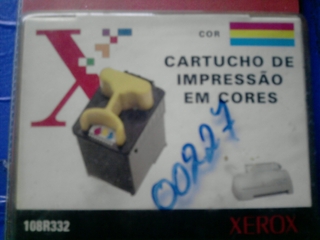 COR
X
CARTUCHO DE
IMPRESSÃO
EM CORES
00227
108R332
XEROX